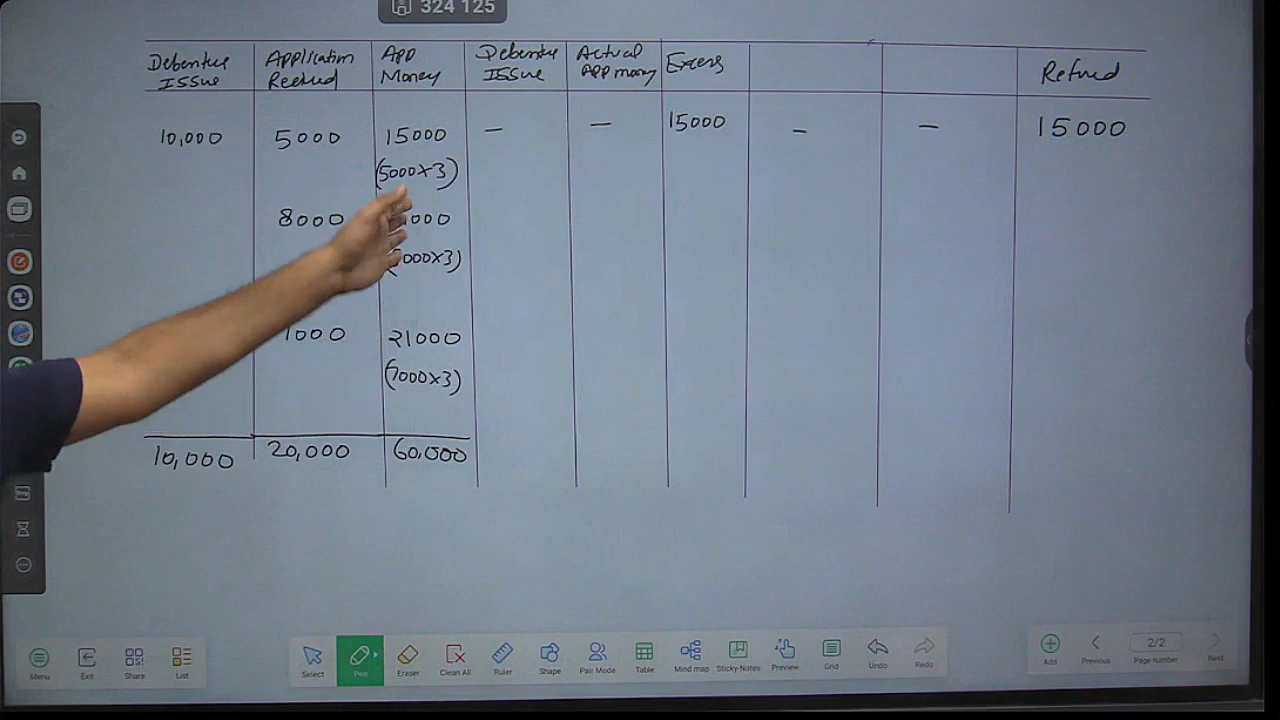 324 125
Debenture
ISSUE
Application
Received
App
Money
Debenture
ISSUE
Actual
App money
Excess
Refund
10,000
5000
15000
—
—
15000
—
—
15000
(5000×3)
8000
000
000×3)
000
21000
(7000×3)
10,000
20,000
60,000
Menu
Exit
Share
List
Select
Pen
Eraser
Clean All
Ruler
Shape
Pair Mode
Table
Mind map
Sticky-Notes
Preview
Grid
Undo
Redo
Add
Previous
2/2
Page number
Next